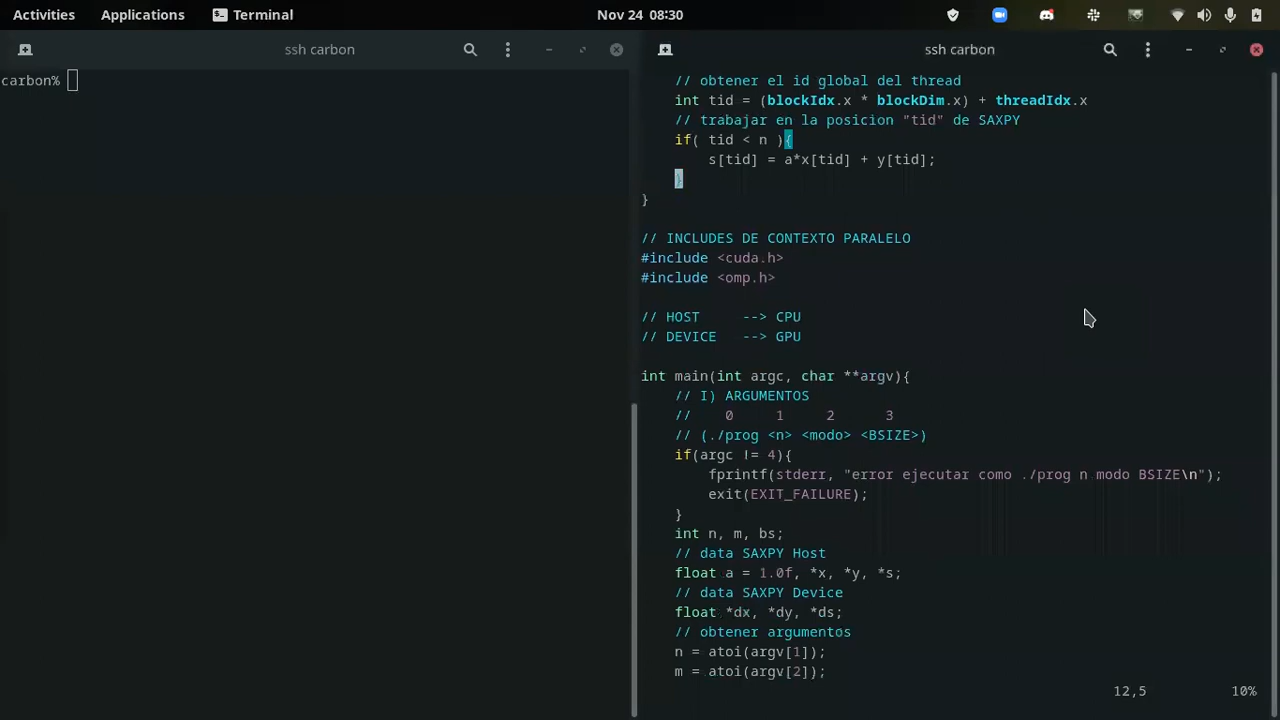 Activities Applications Terminal Nov 24 08:30
ssh carbon
carbon%
ssh carbon
// obtener el id global del thread
int tid = (blockIdx.x * blockDim.x) + threadIdx.x
// trabajar en la posicion "tid" de SAXPY
if( tid < n ){
s[tid] = a*x[tid] + y[tid];
}
}
// INCLUDES DE CONTEXTO PARALELO
#include <cuda.h>
#include <omp.h>
// HOST --> CPU
// DEVICE --> GPU
int main(int argc, char **argv){
// I) ARGUMENTOS
// 0 1 2 3
// (./prog <n> <modo> <BSIZE>)
if(argc != 4){
fprintf(stderr, "error ejecutar como ./prog n modo BSIZE\n");
exit(EXIT_FAILURE);
}
int n, m, bs;
// data SAXPY Host
float a = 1.0f, *x, *y, *s;
// data SAXPY Device
float *dx, *dy, *ds;
// obtener argumentos
n = atoi(argv[1]);
m = atoi(argv[2]);
12,5 10%